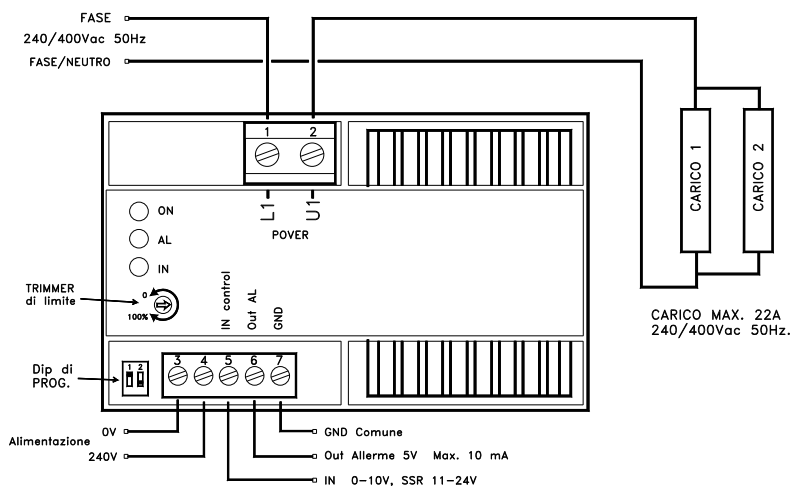 FASE
240/400Vac 50Hz
FASE/NEUTRO
1 2
L1 U1
POVER
ON
AL
IN
TRIMMER
di limite
0
100%
IN control
Out AL
GND
CARICO 1
CARICO 2
CARICO MAX. 22A
240/400Vac 50Hz.
Dip di
PROG.
1 2
3 4 5 6 7
Alimentazione
0V
240V
GND Comune
Out Allerme 5V Max. 10 mA
IN 0-10V, SSR 11-24V